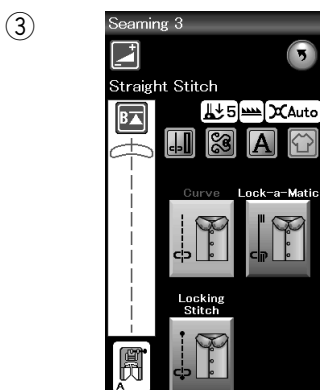 ③
Seaming 3
Straight Stitch
B
5
Auto
A
Curve Lock-a-Matic
Locking
Stitch
A